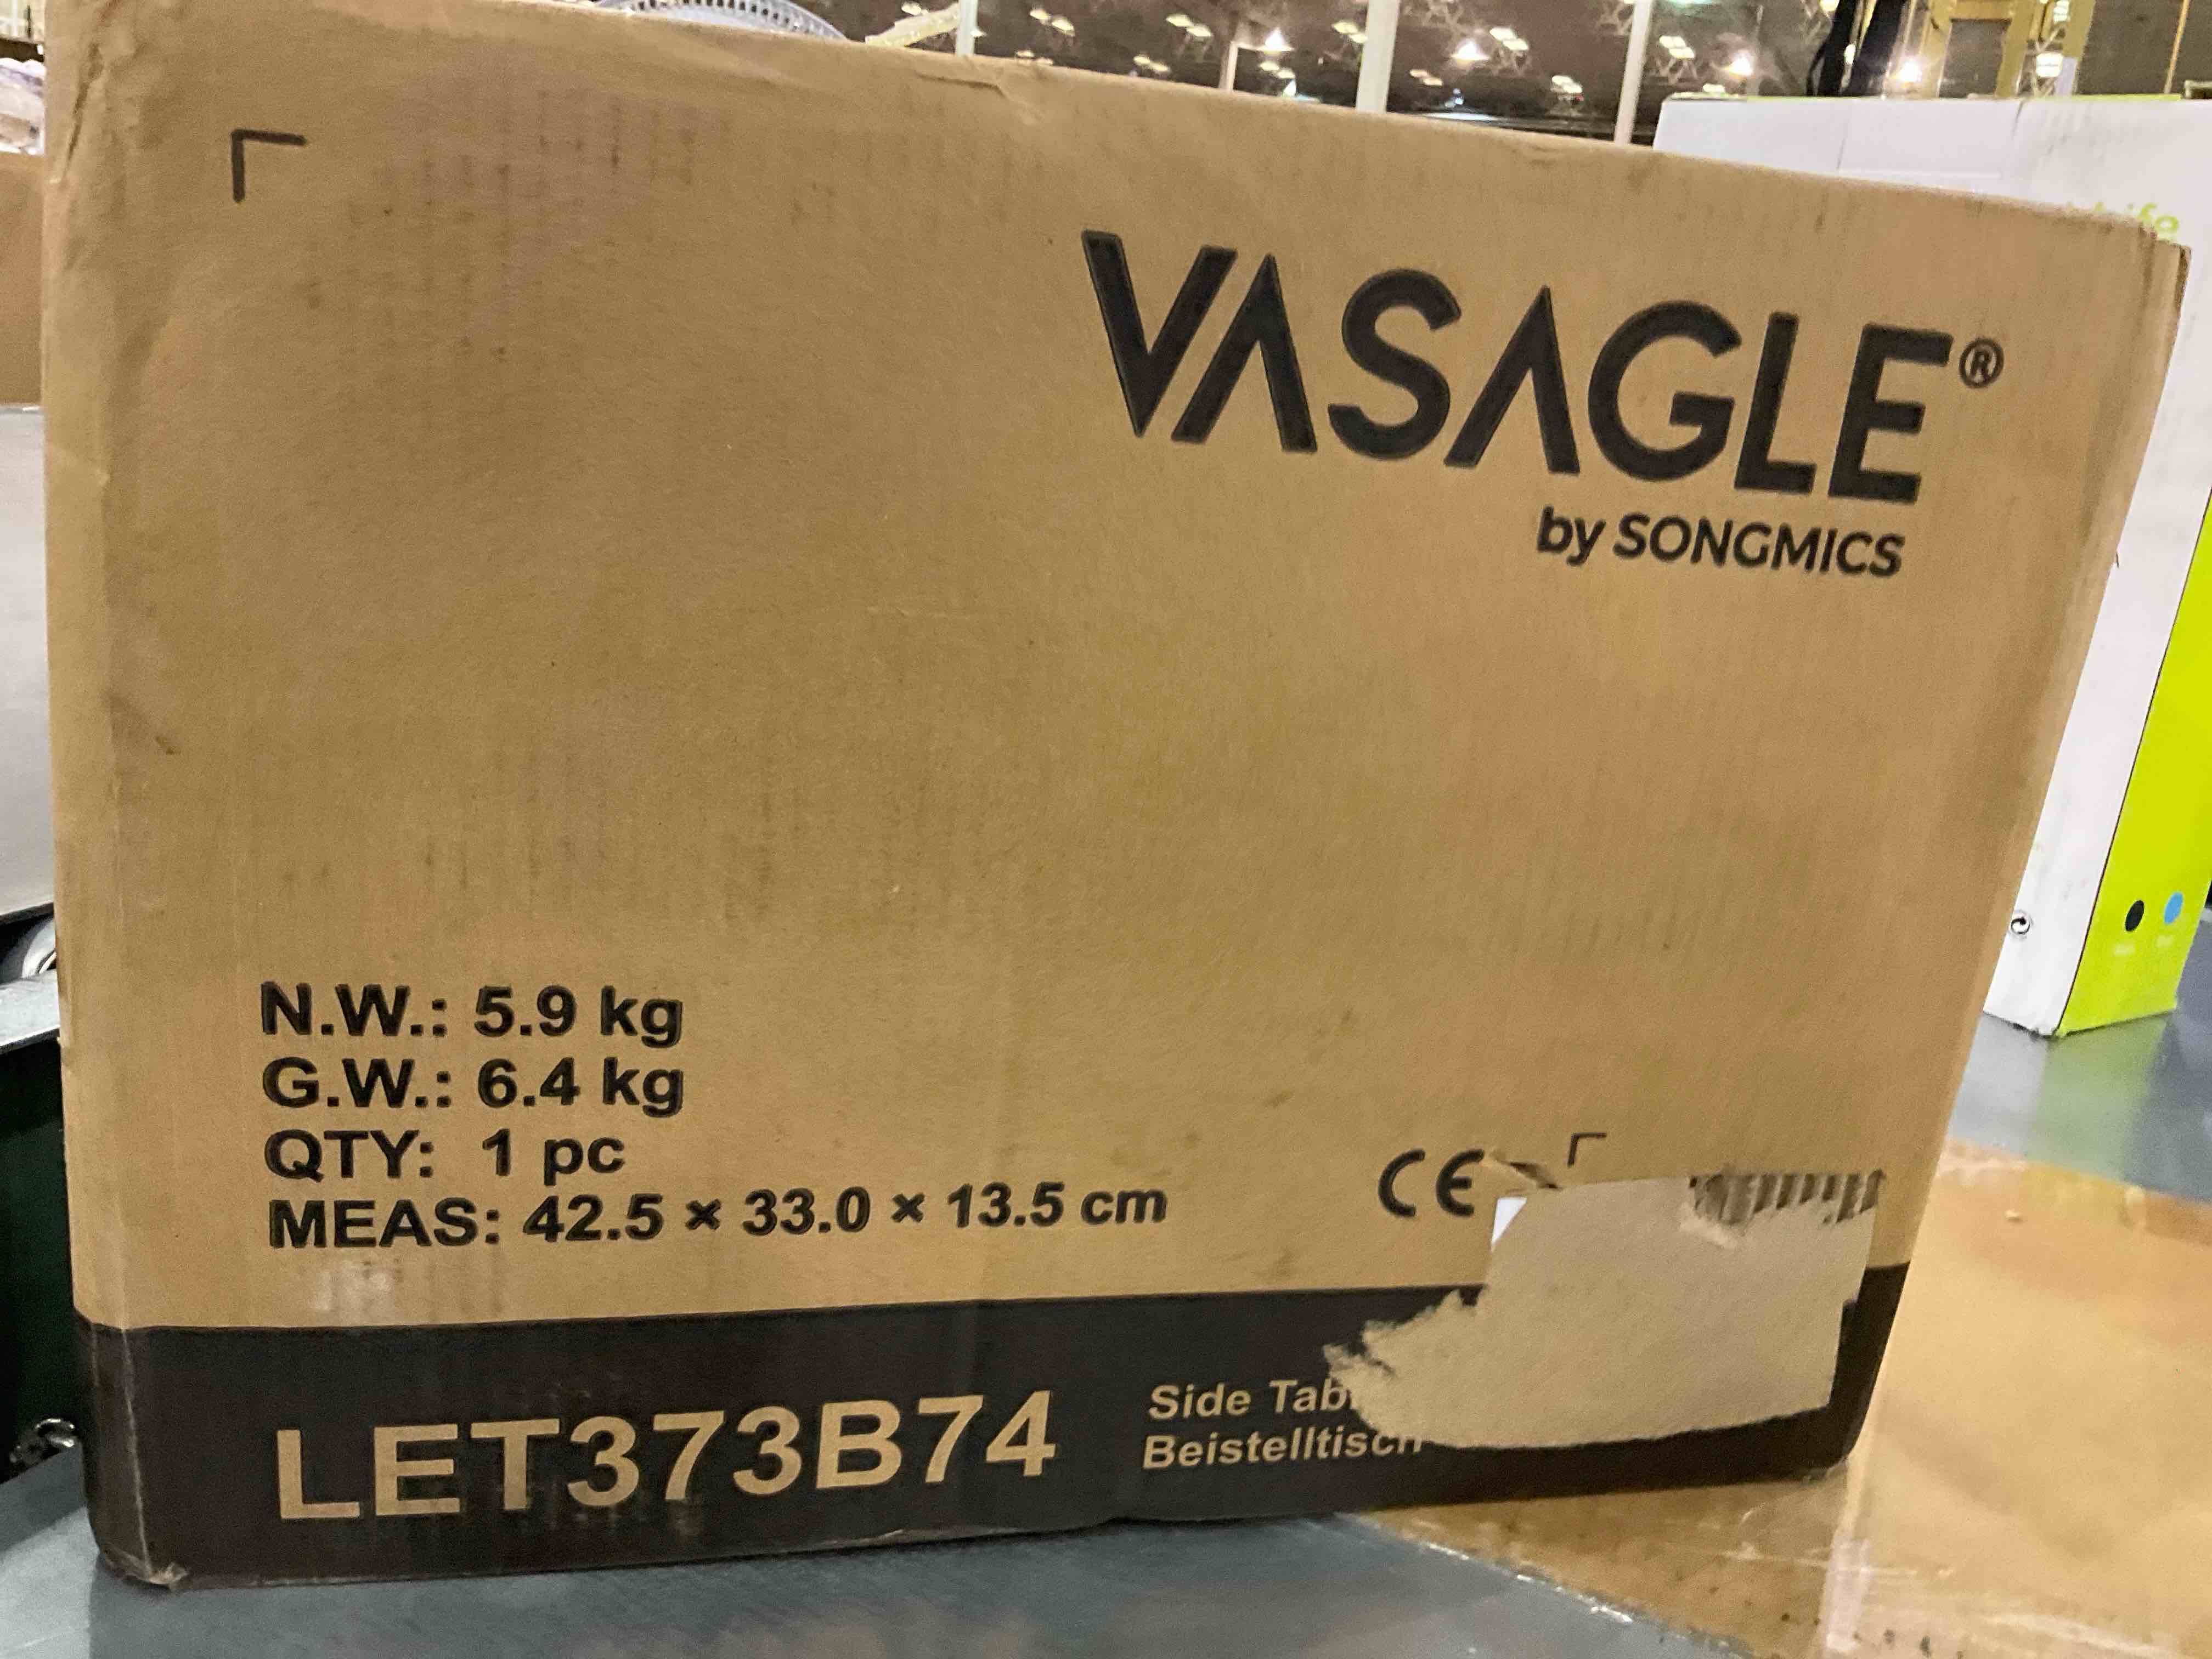 VASAGLE®
by SONGMICS
N.W.: 5.9 kg
G.W.: 6.4 kg
QTY: 1 pc
MEAS: 42.5 × 33.0 × 13.5 cm
CE
LET373B74
Side
Beistelltisch